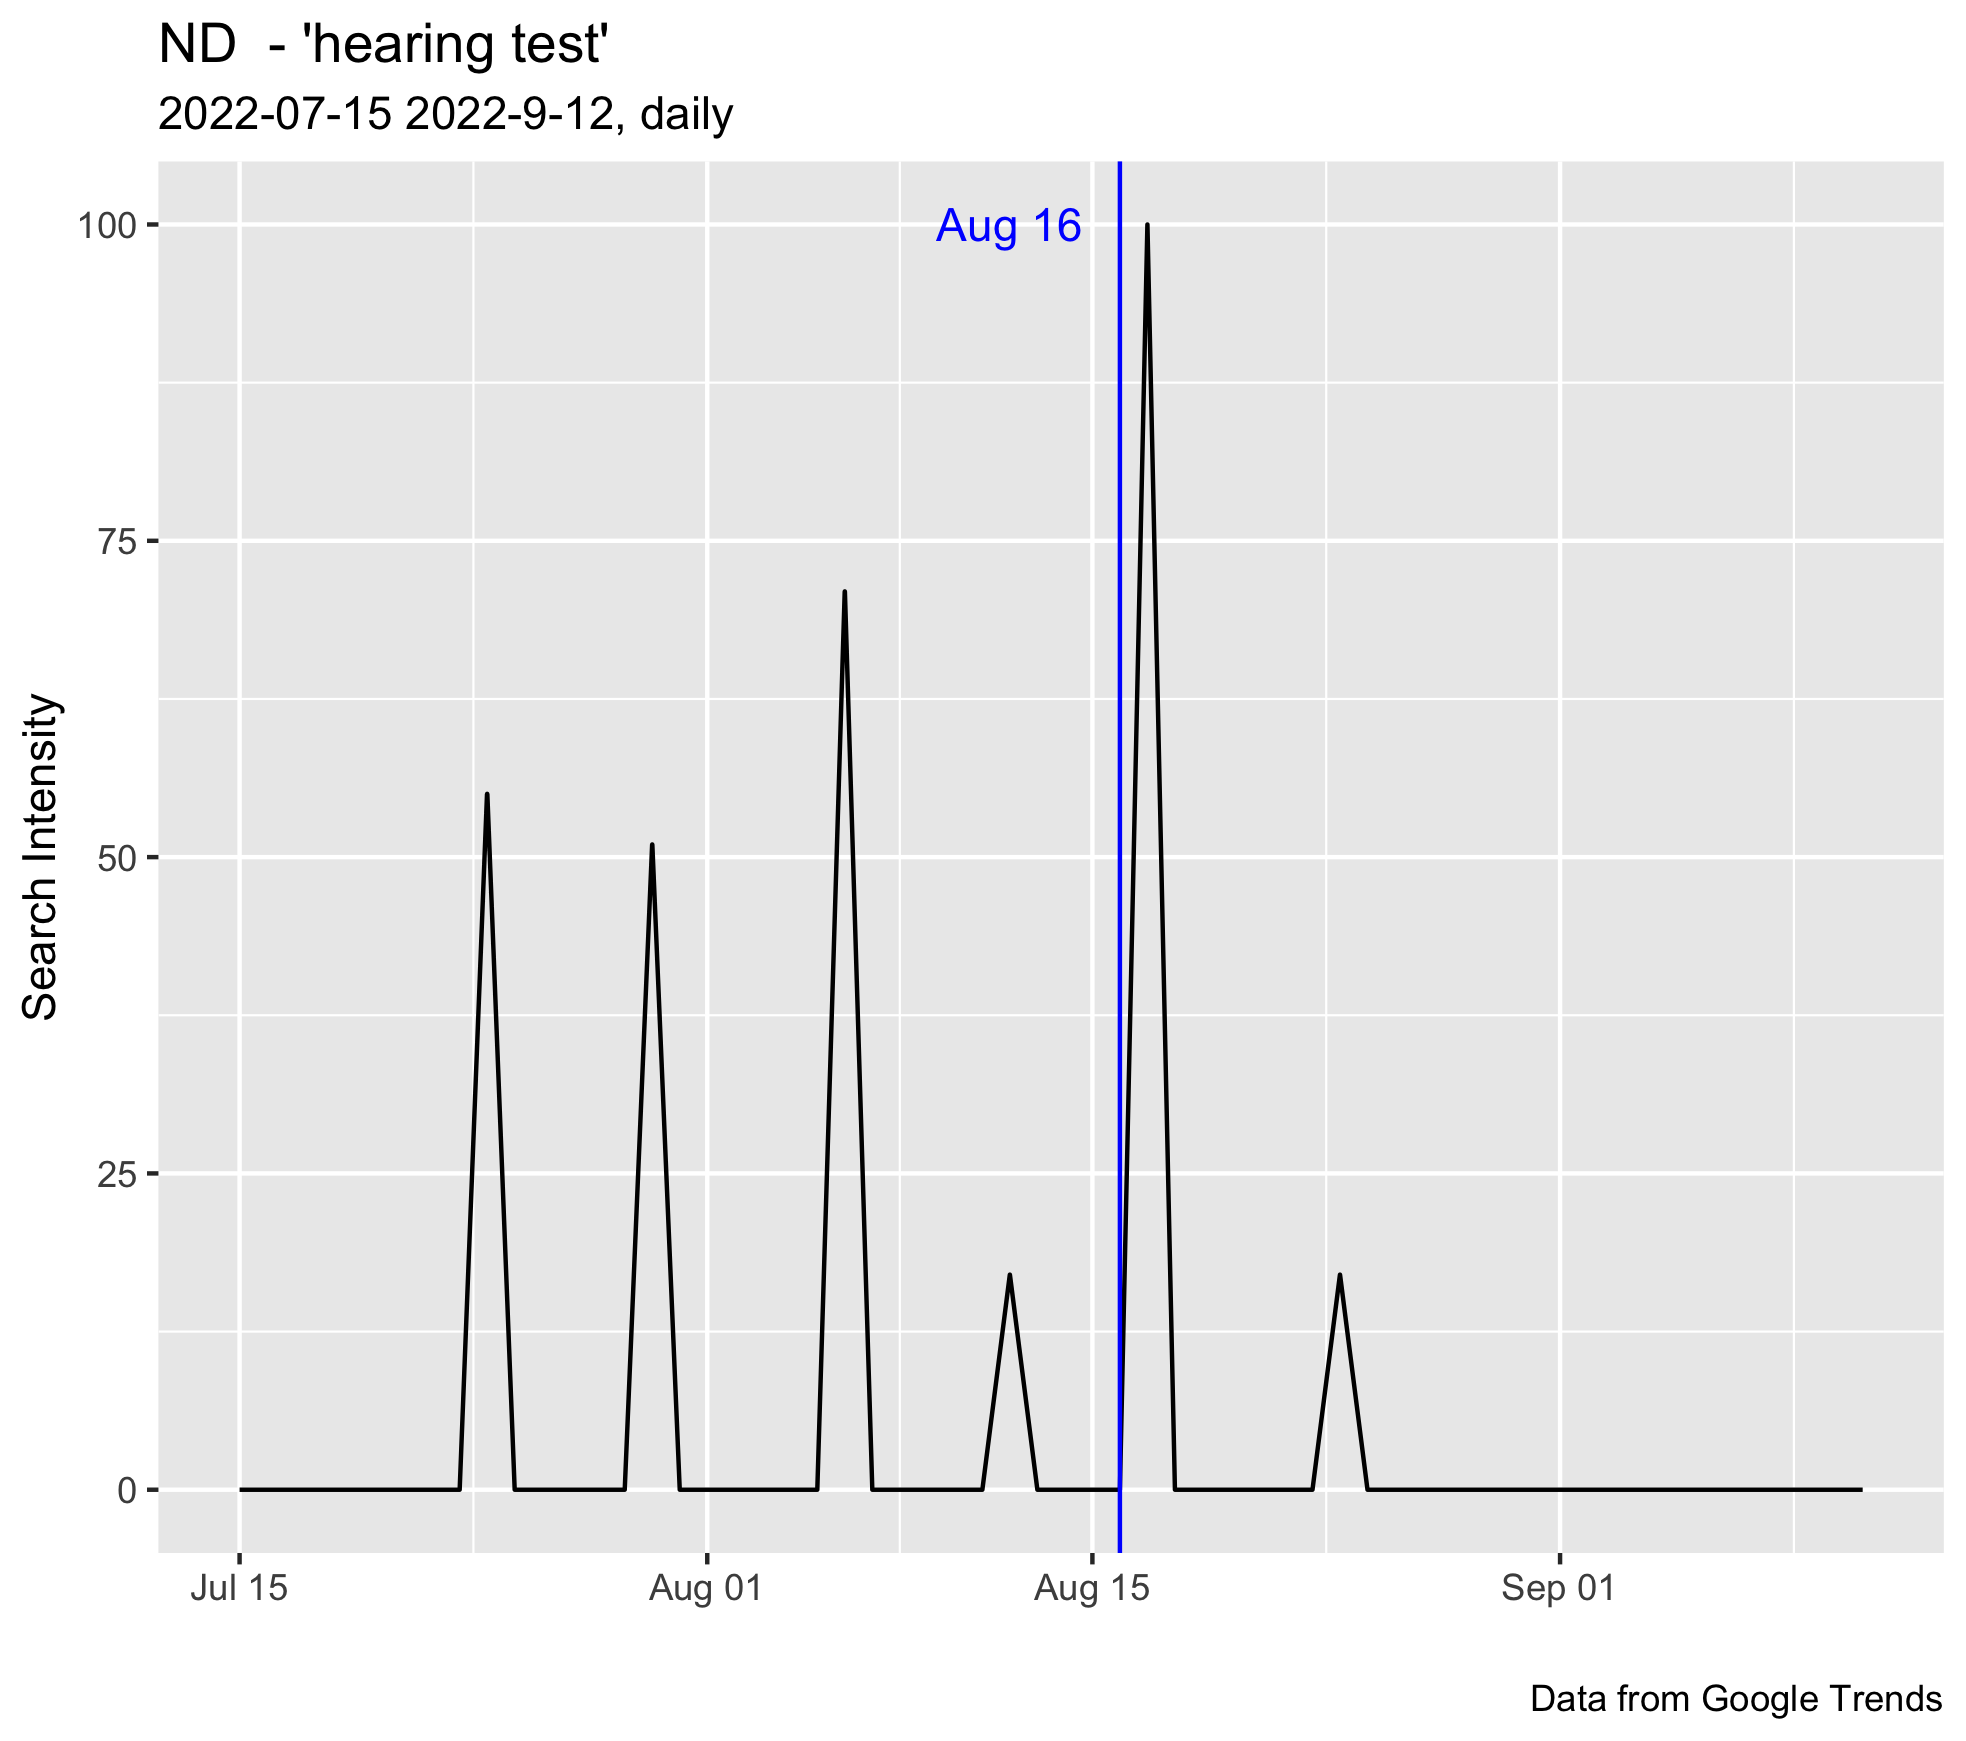 ND  - 'hearing test'
2022-07-15 2022-9-12, daily
Aug 16
100
75
50
25
0
Search Intensity
Jul 15
Aug 01
Aug 15
Sep 01
Data from Google Trends